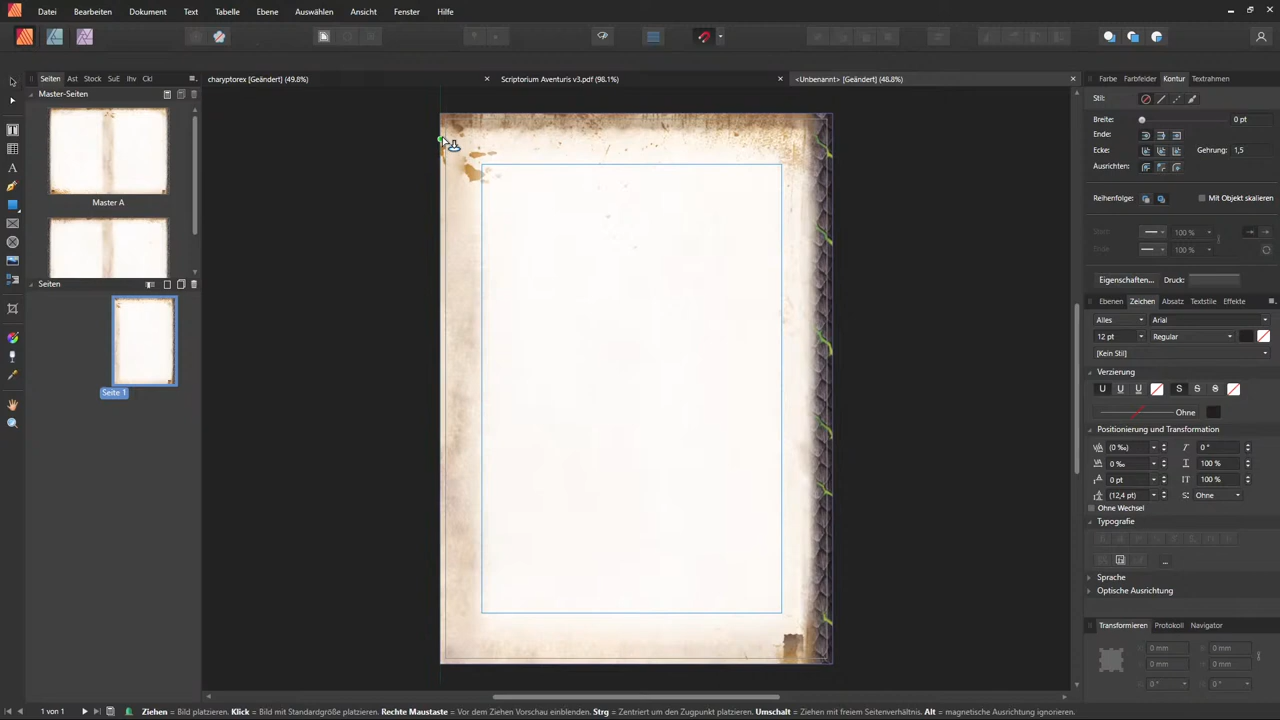 Datei Bearbeiten Dokument Text Tabelle Ebene Auswählen Ansicht Fenster Hilfe
Seiten Ast Stock SuE Ihv Ckl
charyptorex [Geändert] (49.8%)
Scriptorium Aventuris v3.pdf (98.1%)
<Unbenannt> [Geändert] (48.8%)
Farbe Farbfelder Kontur Textrahmen
Master-Seiten
Master A
Seiten
Seite 1
Stil:
Breite: 0 pt
Ende:
Ecke: Gehrung: 1,5
Ausrichten:
Reihenfolge: Mit Objekt skalieren
Start: 100 %
Ende: 100 %
Eigenschaften... Druck:
Ebenen Zeichen Absatz Textstile Effekte
Alles Arial
12 pt Regular
[Kein Stil]
Verzierung
U U U S S S
Ohne
Positionierung und Transformation
(0 ‰) 0 °
0 ‰ 100 %
0 pt 100 %
(12,4 pt) Ohne
Ohne Wechsel
Typografie
...
Sprache
Optische Ausrichtung
Transformieren Protokoll Navigator
X: 0 mm B: 0 mm
Y: 0 mm H: 0 mm
0 ° 0 °
1 von 1
Ziehen = Bild platzieren. Klick = Bild mit Standardgröße platzieren. Rechte Maustaste = Vor dem Ziehen Vorschau einblenden. Strg = Zentriert um den Zugpunkt platzieren. Umschalt = Ziehen mit freiem Seitenverhältnis. Alt = magnetische Ausrichtung ignorieren.